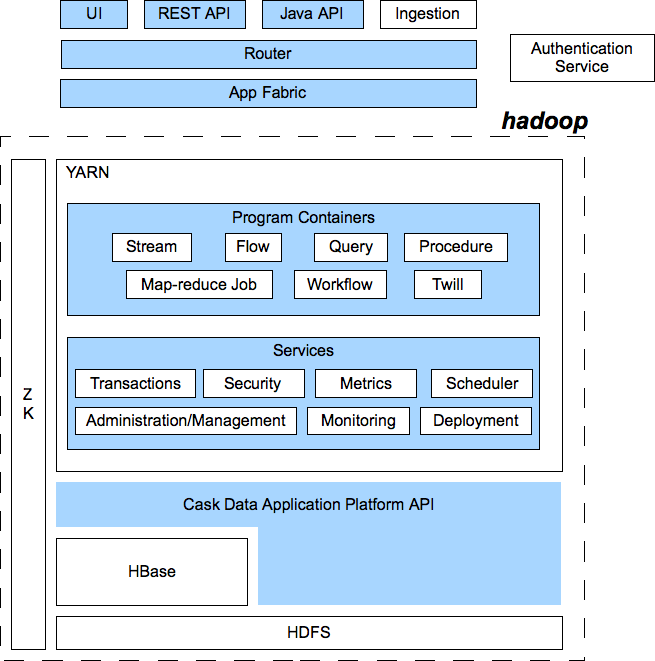 UI
REST API
Java API
Ingestion
Router
Authentication
Service
App Fabric
hadoop
YARN
Program Containers
Stream
Flow
Query
Procedure
Map-reduce Job
Workflow
Twill
Services
Transactions
Security
Metrics
Scheduler
Administration/Management
Monitoring
Deployment
Z
K
Cask Data Application Platform API
HBase
HDFS